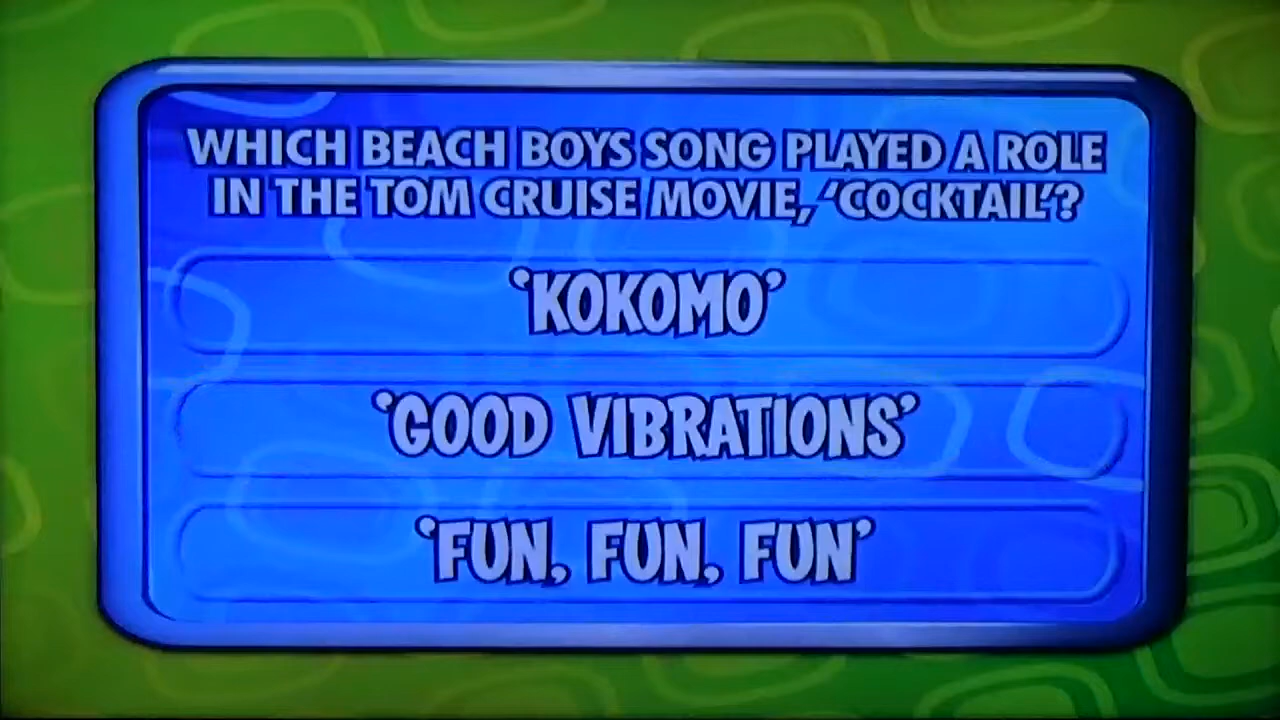 WHICH BEACH BOYS SONG PLAYED A ROLE
IN THE TOM CRUISE MOVIE, 'COCKTAIL'?
'KOKOMO'
'GOOD VIBRATIONS'
'FUN, FUN, FUN'